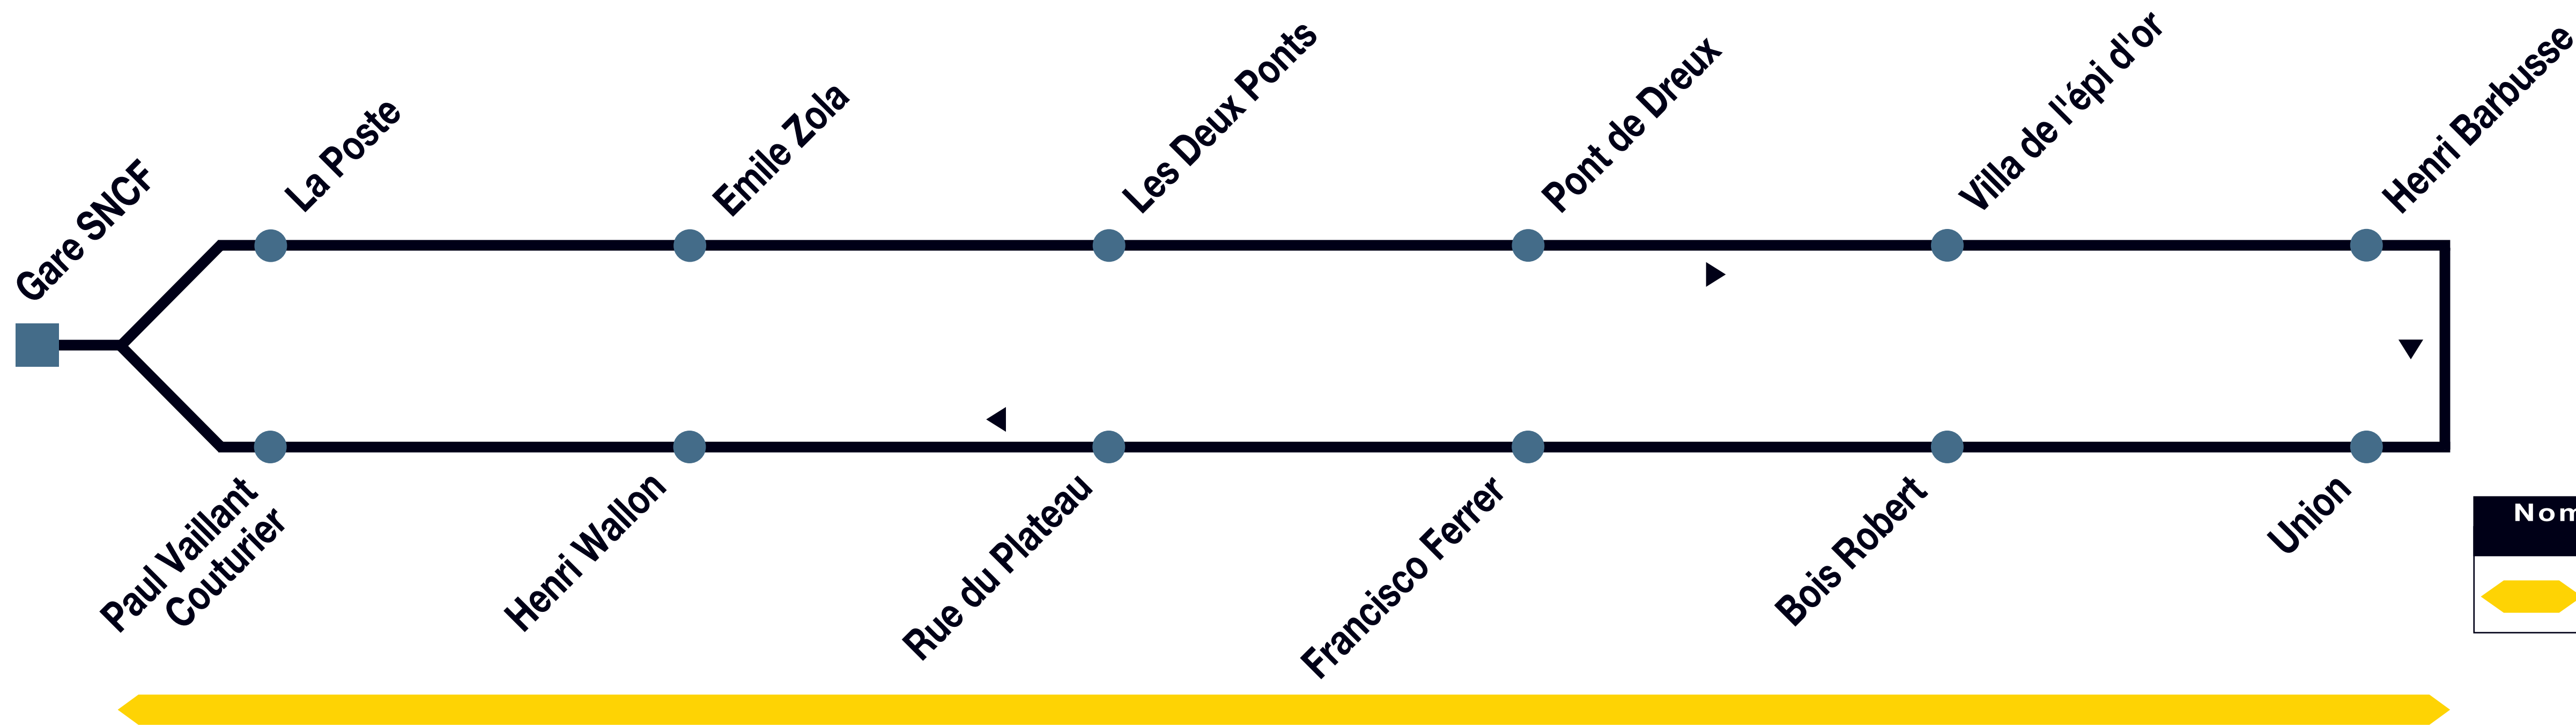 Gare SNCF
La Poste
Emile Zola
Les Deux Ponts
Pont de Dreux
Villa de l'épi d'or
Henri Barbusse
Paul Vaillant
Couturier
Henri Wallon
Rue du Plateau
Francisco Ferrer
Bois Robert
Union